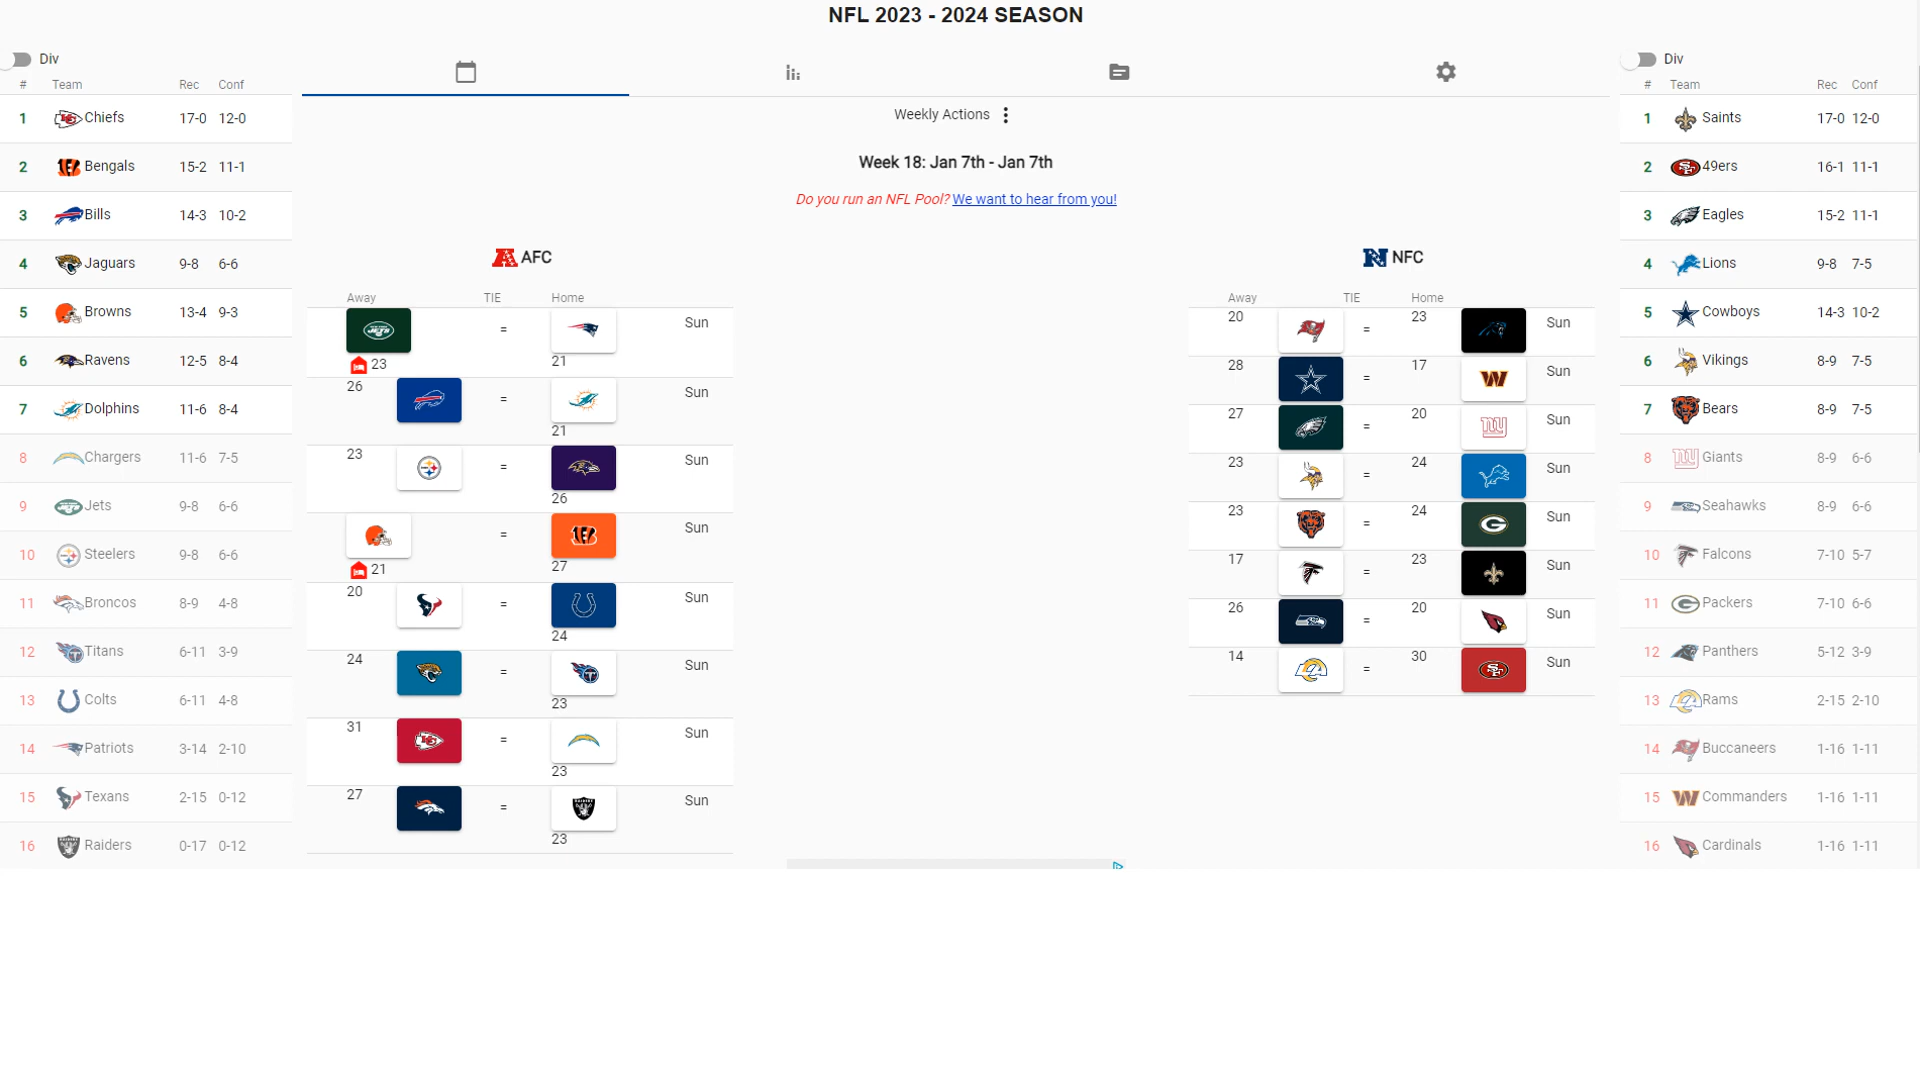 NFL 2023 - 2024 SEASON
Div
# Team Rec Conf
1 Chiefs 17-0 12-0
2 Bengals 15-2 11-1
3 Bills 14-3 10-2
4 Jaguars 9-8 6-6
5 Browns 13-4 9-3
6 Ravens 12-5 8-4
7 Dolphins 11-6 8-4
8 Chargers 11-6 7-5
9 Jets 9-8 6-6
10 Steelers 9-8 6-6
11 Broncos 8-9 4-8
12 Titans 6-11 3-9
13 Colts 6-11 4-8
14 Patriots 3-14 2-10
15 Texans 2-15 0-12
16 Raiders 0-17 0-12
Weekly Actions
Week 18: Jan 7th - Jan 7th
Do you run an NFL Pool? We want to hear from you!
AFC
Away TIE Home
= Sun
23 21
26 = Sun
21
23 = Sun
26
= Sun
21 27
20 = Sun
24
24 = Sun
23
31 = Sun
23
27 = Sun
23
NFC
Away TIE Home
20 = 23 Sun
28 = 17 Sun
27 = 20 Sun
23 = 24 Sun
23 = 24 Sun
17 = 23 Sun
26 = 20 Sun
14 = 30 Sun
Div
# Team Rec Conf
1 Saints 17-0 12-0
2 49ers 16-1 11-1
3 Eagles 15-2 11-1
4 Lions 9-8 7-5
5 Cowboys 14-3 10-2
6 Vikings 8-9 7-5
7 Bears 8-9 7-5
8 Giants 8-9 6-6
9 Seahawks 8-9 6-6
10 Falcons 7-10 5-7
11 Packers 7-10 6-6
12 Panthers 5-12 3-9
13 Rams 2-15 2-10
14 Buccaneers 1-16 1-11
15 Commanders 1-16 1-11
16 Cardinals 1-16 1-11